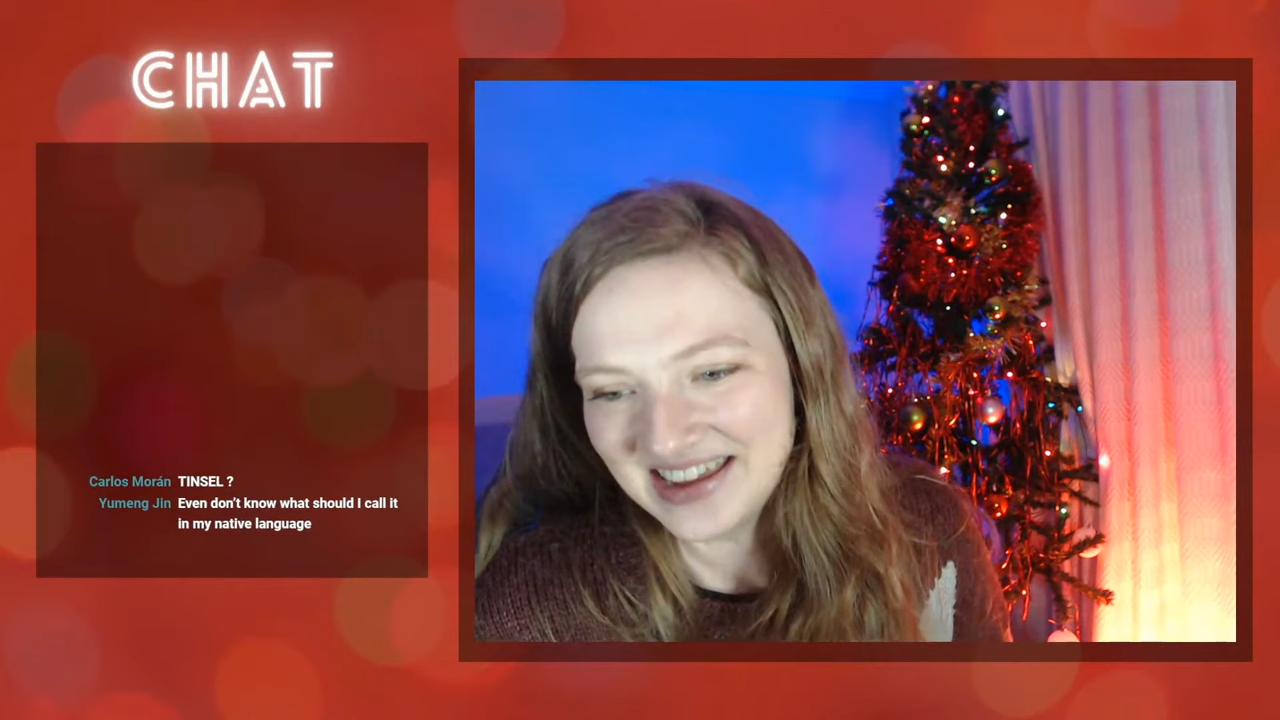 CHAT
Carlos Morán TINSEL ?
Yumeng Jin Even don't know what should I call it
in my native language